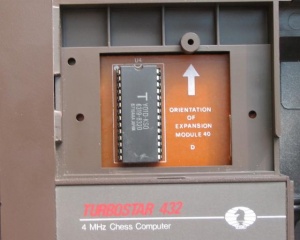 T
ORIENTATION
OF
EXPANSION
MODULE 40
D
TURBOSTAR 432
4 MHz Chess Computer